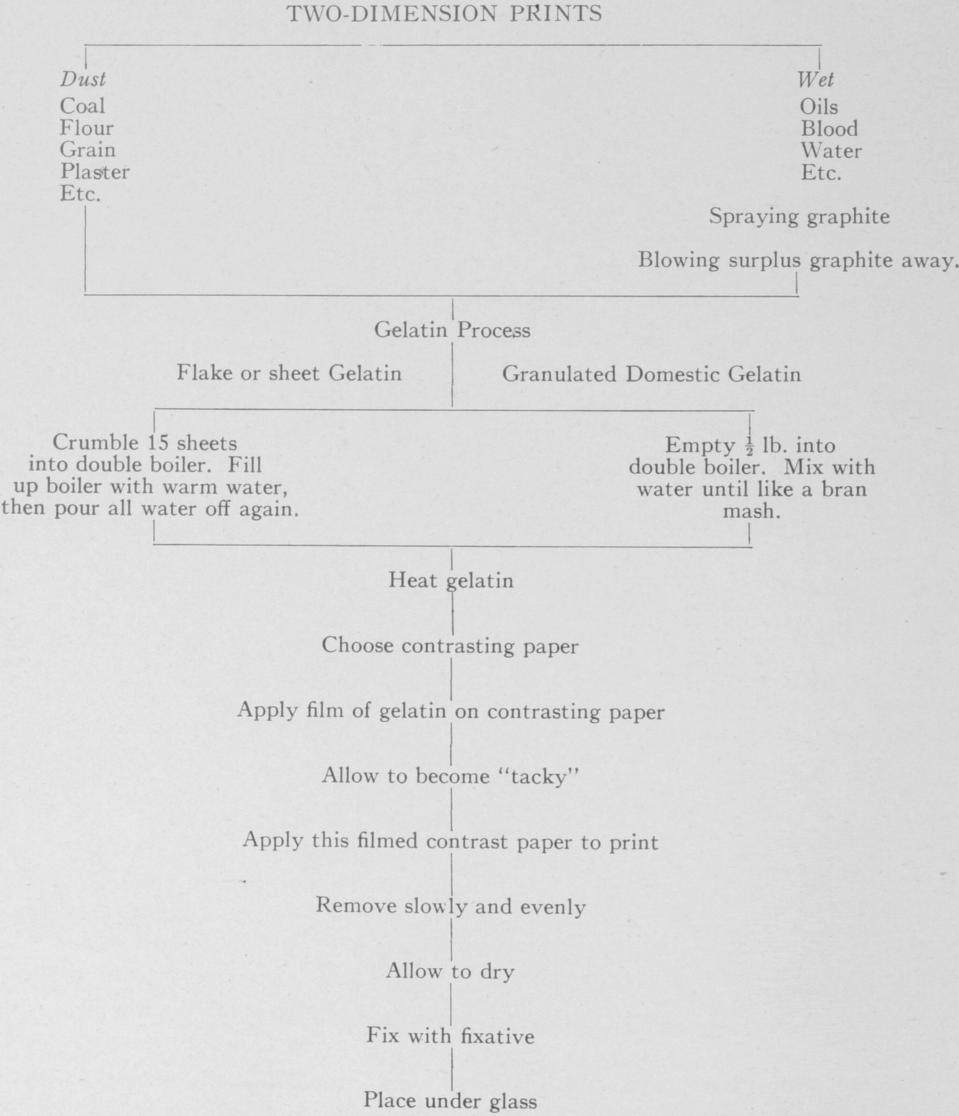 TWO-DIMENSION PRINTS
Dust
Coal
Flour
Grain
Plaster
Etc.
Wet
Oils
Blood
Water
Etc.
Spraying graphite
Blowing surplus graphite away.
Gelatin Process
Flake or sheet Gelatin
Granulated Domestic Gelatin
Crumble 15 sheets
into double boiler. Fill
up boiler with warm water,
then pour all water off again.
Empty ½ lb. into
double boiler. Mix with
water until like a bran
mash.
Heat gelatin
Choose contrasting paper
Apply film of gelatin on contrasting paper
Allow to become "tacky"
Apply this filmed contrast paper to print
Remove slowly and evenly
Allow to dry
Fix with fixative
Place under glass